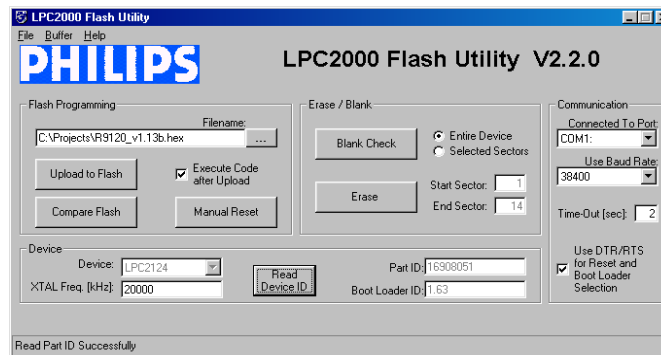 LPC2000 Flash Utility
File Buffer Help
PHILIPS
LPC2000 Flash Utility V2.2.0
Flash Programming
Filename:
C:\Projects\R9120_v1.13b.hex
...
Upload to Flash
Execute Code
after Upload
Compare Flash
Manual Reset
Erase / Blank
Blank Check
Entire Device
Selected Sectors
Erase
Start Sector: 1
End Sector: 14
Communication
Connected To Port:
COM1:
Use Baud Rate:
38400
Time-Out [sec]: 2
Use DTR/RTS
for Reset and
Boot Loader
Selection
Device
Device: LPC2124
XTAL Freq. [kHz]: 20000
Read
Device ID
Part ID: 16908051
Boot Loader ID: 1.63
Read Part ID Successfully